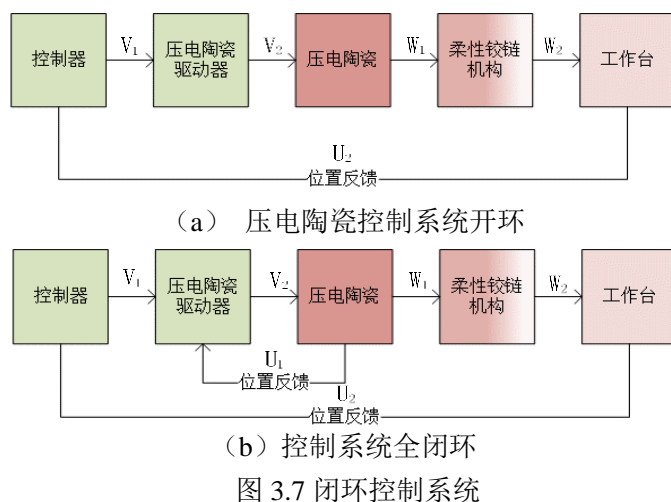 V₁ V₂ W₁ W₂
控制器 压电陶瓷驱动器 压电陶瓷 柔性铰链机构 工作台
U₂
位置反馈
（a） 压电陶瓷控制系统开环
V₁ V₂ W₁ W₂
控制器 压电陶瓷驱动器 压电陶瓷 柔性铰链机构 工作台
U₁
位置反馈
U₂
位置反馈
（b）控制系统全闭环
图 3.7 闭环控制系统